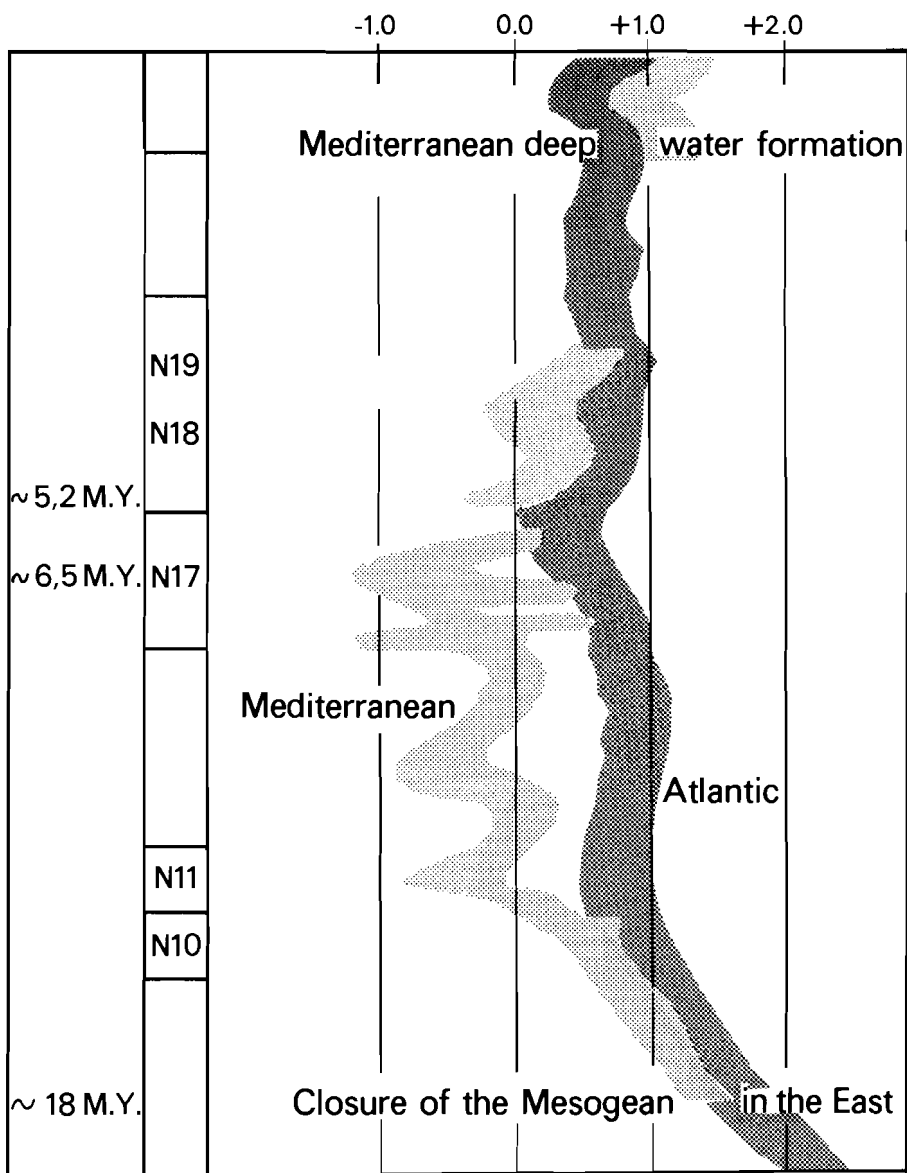 -1.0 0.0 +1.0 +2.0
Mediterranean deep water formation
N19
N18
~5,2 M.Y.
~6,5 M.Y. N17
Mediterranean
Atlantic
N11
N10
~ 18 M.Y. Closure of the Mesogean in the East